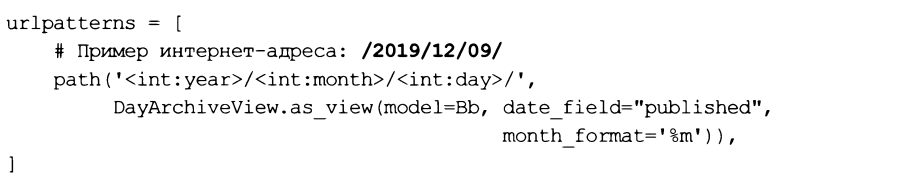 urlpatterns = [
    # Пример интернет-адреса: /2019/12/09/
    path('<int:year>/<int:month>/<int:day>/',
         DayArchiveView.as_view(model=Bb, date_field="published",
                                          month_format='%m')),
]